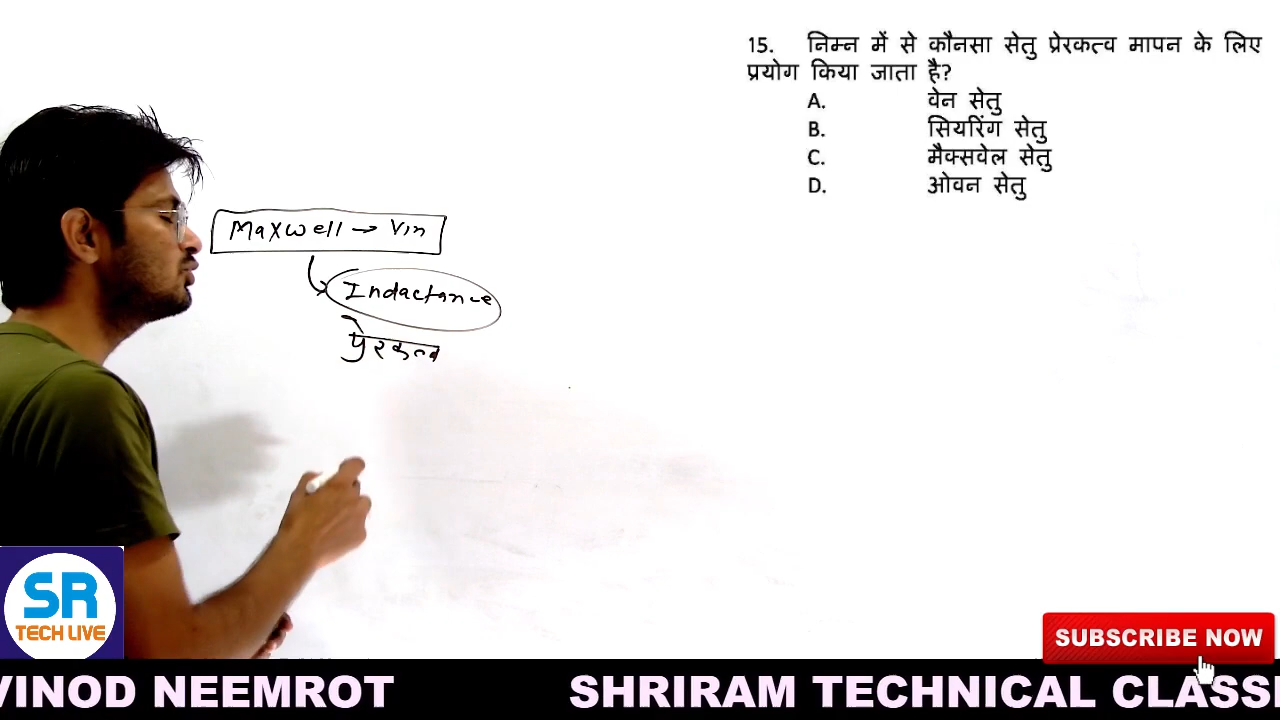 15. निम्न में से कौनसा सेतु प्रेरकत्व मापन के लिए
प्रयोग किया जाता है?
A. वेन सेतु
B. सियरिंग सेतु
C. मैक्सवेल सेतु
D. ओवन सेतु
Maxwell → Vin
Indactance
प्रेरकत्व
SR
TECH LIVE
SUBSCRIBE NOW
VINOD NEEMROT SHRIRAM TECHNICAL CLASS